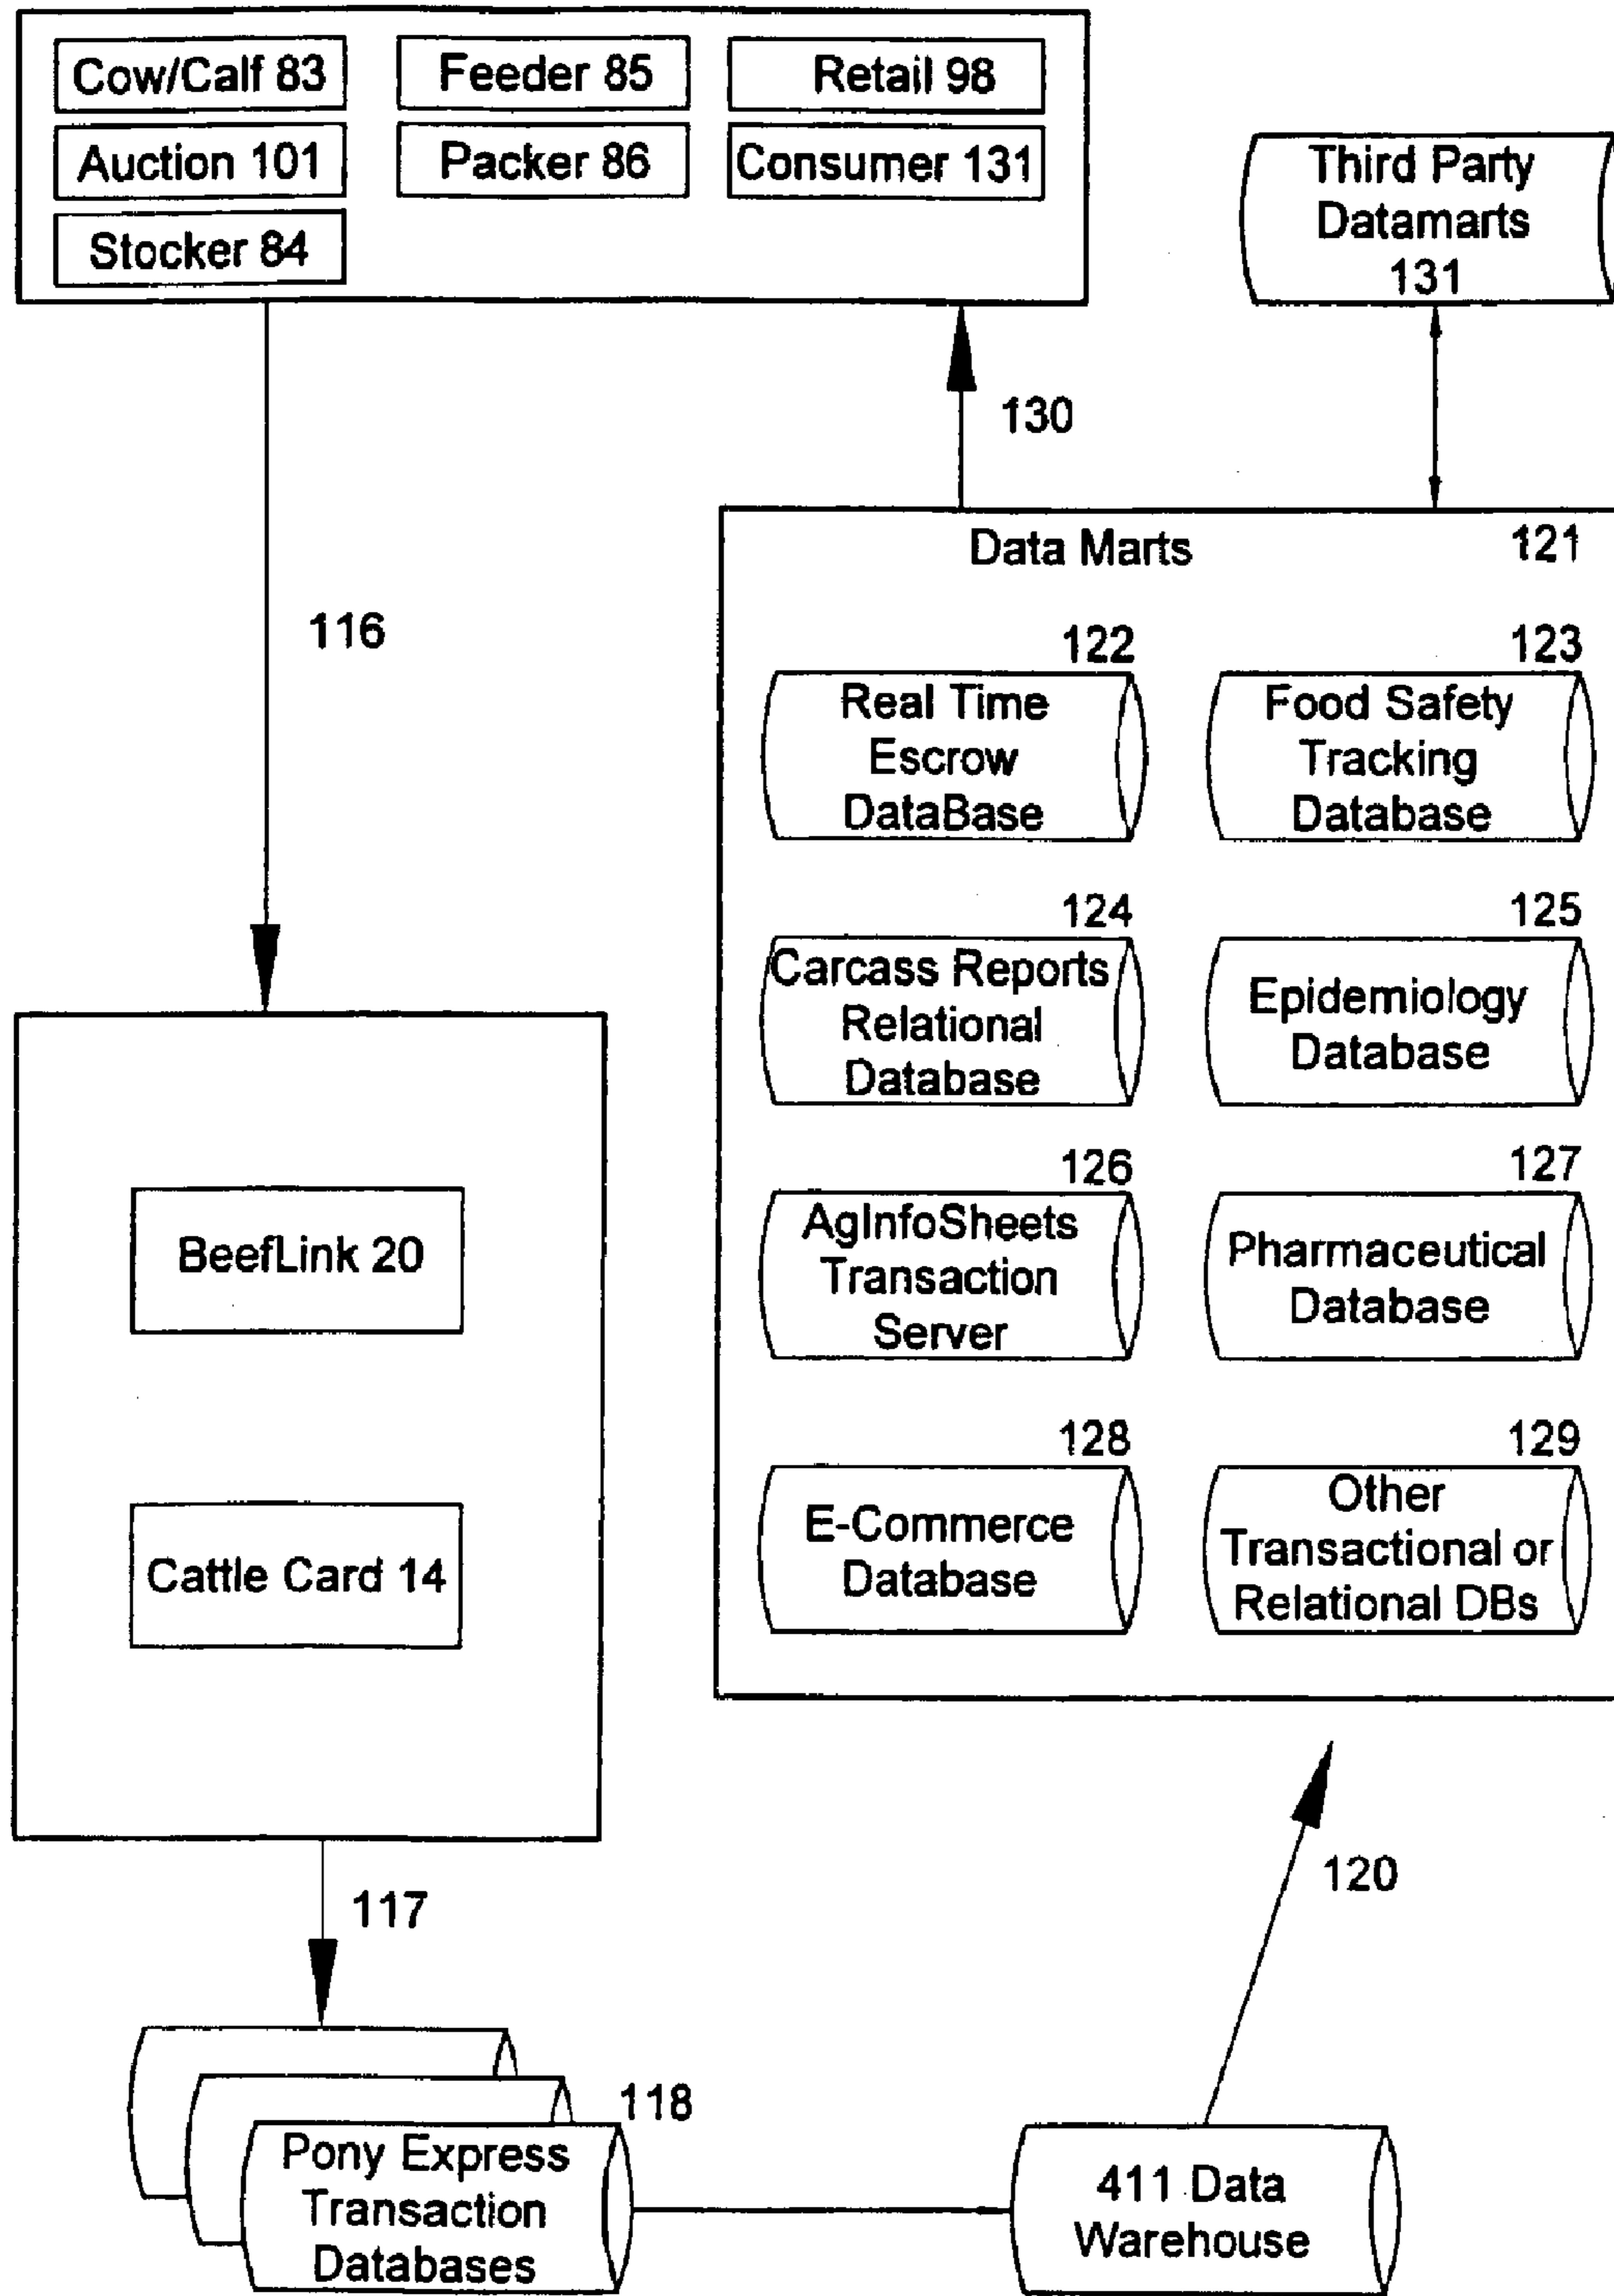 Cow/Calf 83
Feeder 85
Retail 98
Auction 101
Packer 86
Consumer 131
Stocker 84
Third Party
Datamarts
131
130
116
Data Marts
121
122
Real Time
Escrow
DataBase
123
Food Safety
Tracking
Database
124
Carcass Reports
Relational
Database
125
Epidemiology
Database
126
AgInfoSheets
Transaction
Server
127
Pharmaceutical
Database
128
E-Commerce
Database
129
Other
Transactional or
Relational DBs
BeefLink 20
Cattle Card 14
117
120
118
Pony Express
Transaction
Databases
411 Data
Warehouse